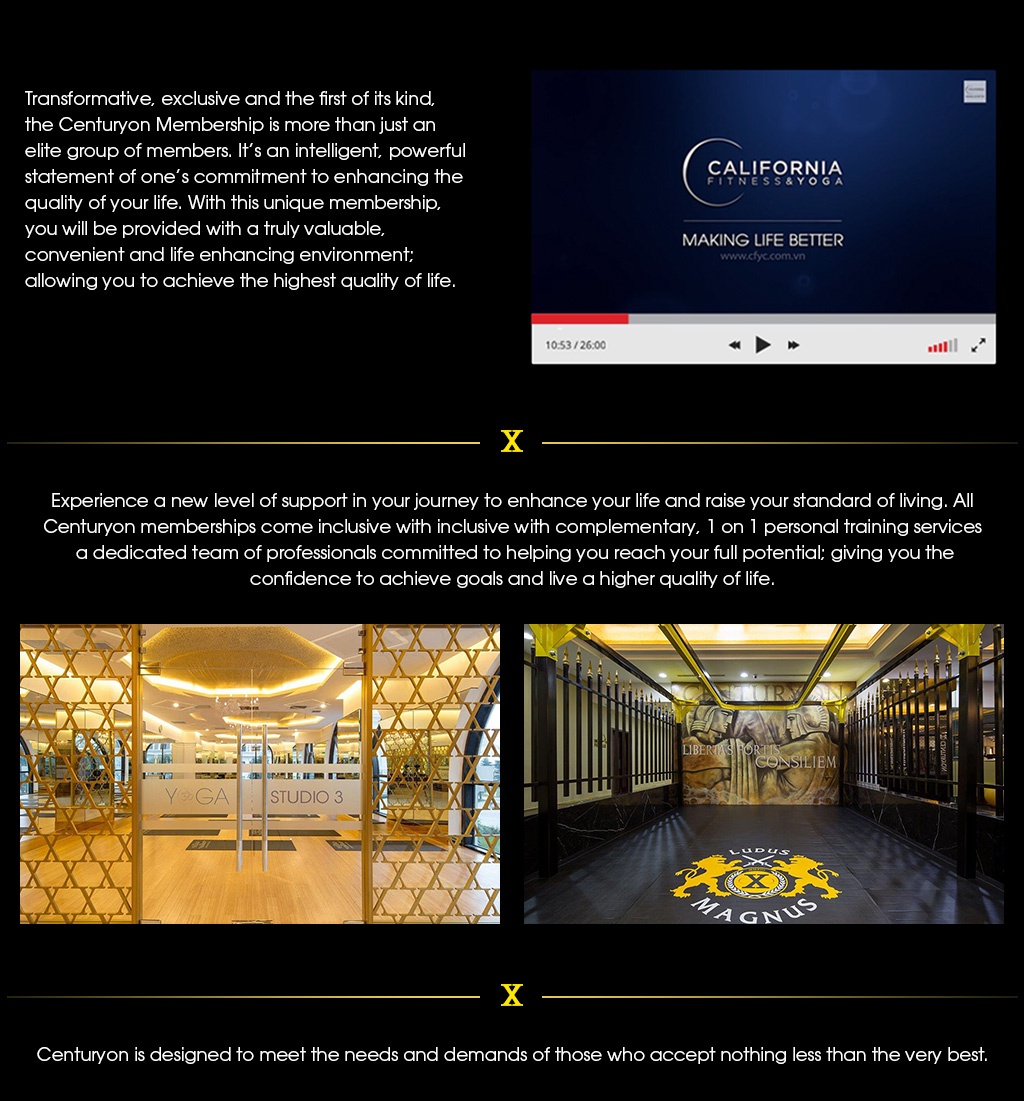 Transformative, exclusive and the first of its kind,
the Centuryon Membership is more than just an
elite group of members. It's an intelligent, powerful
statement of one's commitment to enhancing the
quality of your life. With this unique membership,
you will be provided with a truly valuable,
convenient and life enhancing environment;
allowing you to achieve the highest quality of life.
CALIFORNIA
FITNESS&YOGA
MAKING LIFE BETTER
www.cfyc.com.vn
10:53 / 26:00
X
Experience a new level of support in your journey to enhance your life and raise your standard of living. All
Centuryon memberships come inclusive with inclusive with complementary, 1 on 1 personal training services
a dedicated team of professionals committed to helping you reach your full potential; giving you the
confidence to achieve goals and live a higher quality of life.
YOGA STUDIO 3
CENTURYON
LIBERTAS FORTIS
CONSILIEM
LUDUS
X
MAGNUS
X
Centuryon is designed to meet the needs and demands of those who accept nothing less than the very best.